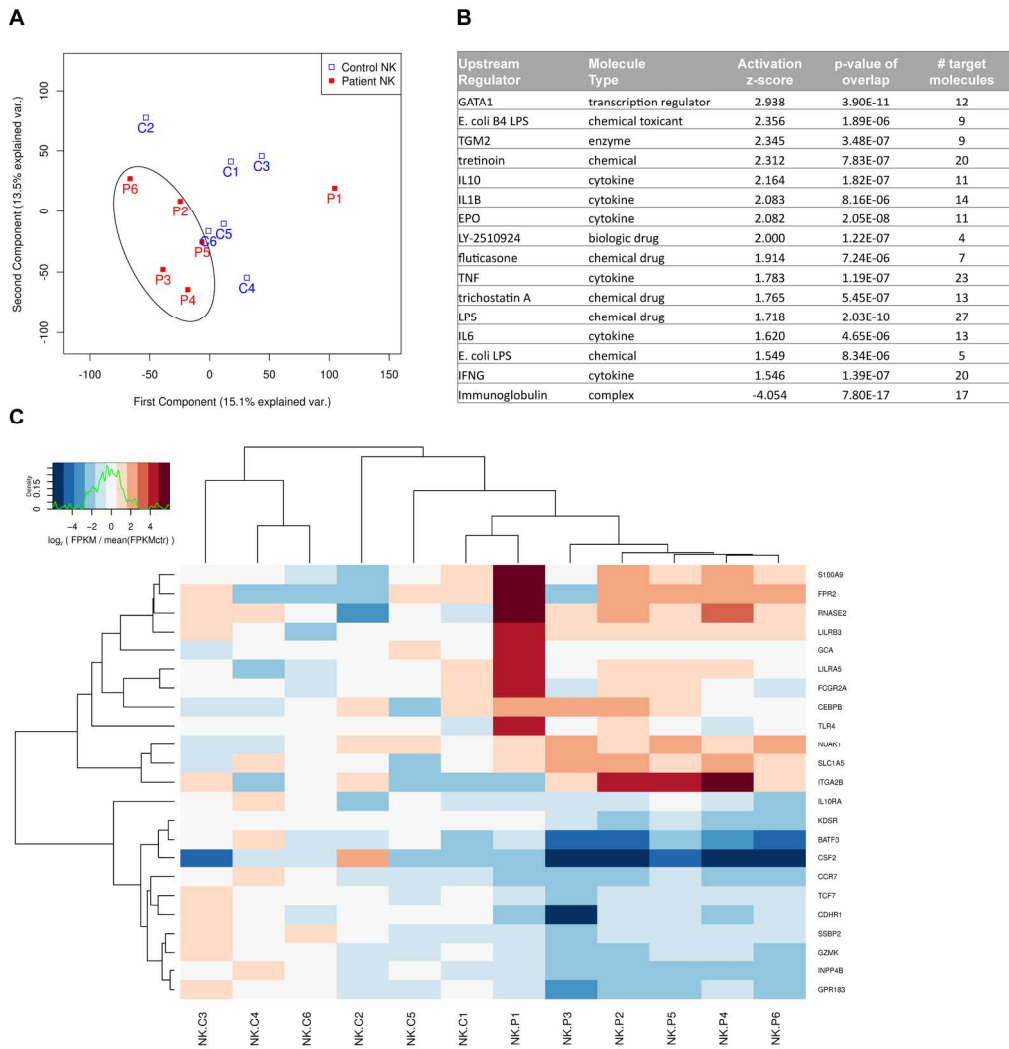 A
B
Control NK
Patient NK
100
50
0
-50
-100
Second Component (13.5% explained var.)
C2
C1
C3
P6
P2
P1
C5
C6
P5
P3
P4
C4
-100
-50
0
50
100
150
First Component (15.1% explained var.)
Upstream Regulator Molecule Type Activation z-score p-value of overlap # target molecules
GATA1 transcription regulator 2.938 3.90E-11 12
E. coli B4 LPS chemical toxicant 2.356 1.89E-06 9
TGM2 enzyme 2.345 3.48E-07 9
tretinoin chemical 2.312 7.83E-07 20
IL10 cytokine 2.164 1.82E-07 11
IL1B cytokine 2.083 8.16E-06 14
EPO cytokine 2.082 2.05E-08 11
LY-2510924 biologic drug 2.000 1.22E-07 4
fluticasone chemical drug 1.914 7.24E-06 7
TNF cytokine 1.783 1.19E-07 23
trichostatin A chemical drug 1.765 5.45E-07 13
LPS chemical drug 1.718 2.03E-10 27
IL6 cytokine 1.620 4.65E-06 13
E. coli LPS chemical 1.549 8.34E-06 5
IFNG cytokine 1.546 1.39E-07 20
Immunoglobulin complex -4.054 7.80E-17 17
C
Density
0 0.15
-4 -2 0 2 4
log2 ( FPKM / mean(FPKMctr) )
S100A9
FPR2
RNASE2
LILRB3
GCA
LILRA5
FCGR2A
CEBPB
TLR4
NUAK1
SLC1A5
ITGA2B
IL10RA
KDSR
BATF3
CSF2
CCR7
TCF7
CDHR1
SSBP2
GZMK
INPP4B
GPR183
NK.C3
NK.C4
NK.C6
NK.C2
NK.C5
NK.C1
NK.P1
NK.P3
NK.P2
NK.P5
NK.P4
NK.P6